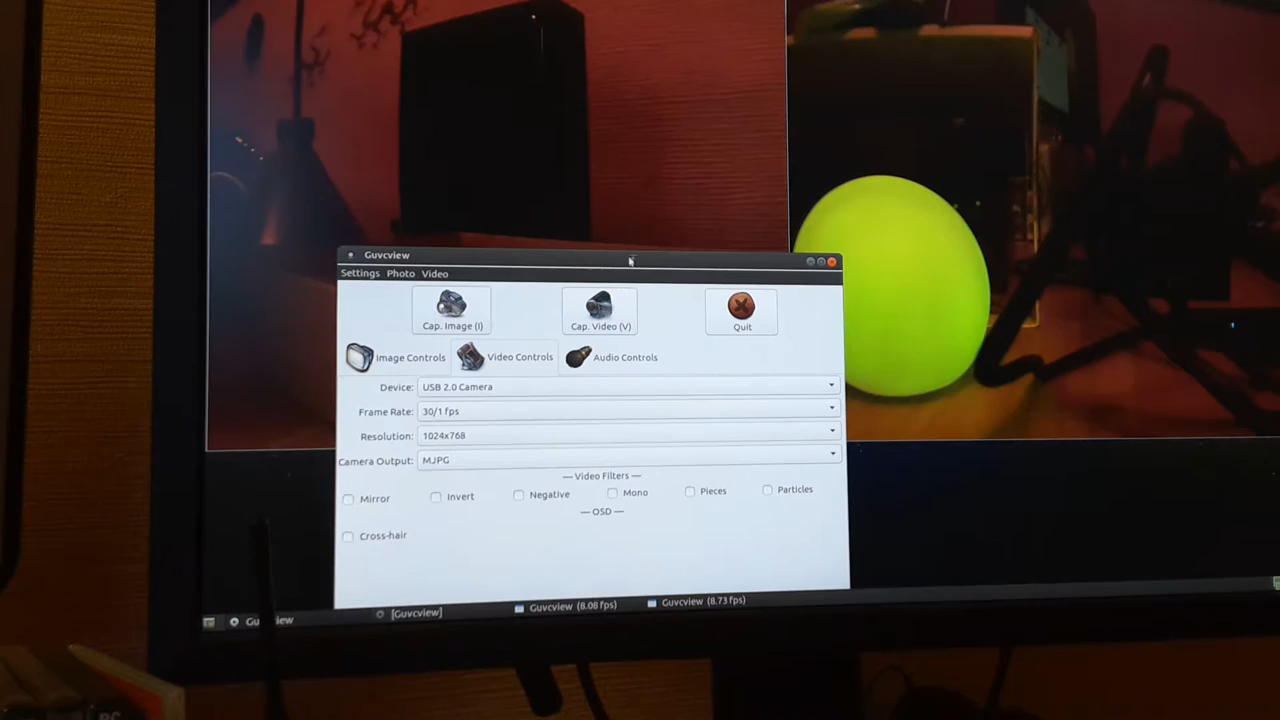 Guvcview
Settings Photo Video
Cap. Image (I) Cap. Video (V) Quit
Image Controls Video Controls Audio Controls
Device: USB 2.0 Camera
Frame Rate: 30/1 fps
Resolution: 1024x768
Camera Output: MJPG
— Video Filters —
Mirror Invert Negative Mono Pieces Particles
— OSD —
Cross-hair
[Guvcview] Guvcview (8.08 fps) Guvcview (8.73 fps)
PC